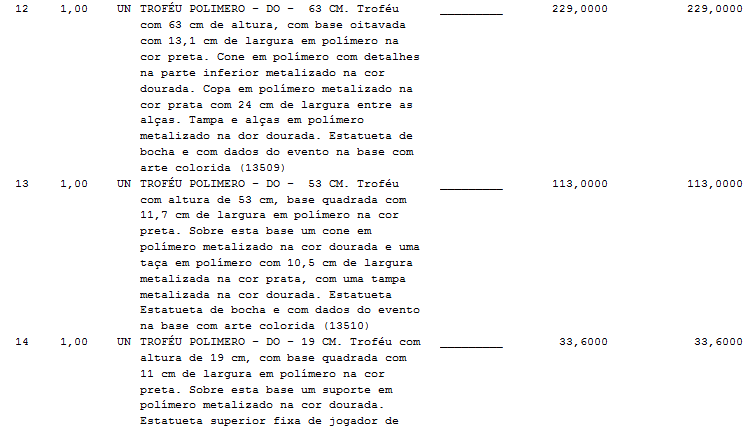 12 1,00 UN TROFÉU POLIMERO - DO - 63 CM. Troféu __________ 229,0000 229,0000
com 63 cm de altura, com base oitavada
com 13,1 cm de largura em polímero na
cor preta. Cone em polímero com detalhes
na parte inferior metalizado na cor
dourada. Copa em polímero metalizado na
cor prata com 24 cm de largura entre as
alças. Tampa e alças em polímero
metalizado na dor dourada. Estatueta de
bocha e com dados do evento na base com
arte colorida (13509)
13 1,00 UN TROFÉU POLIMERO - DO - 53 CM. Troféu __________ 113,0000 113,0000
com altura de 53 cm, base quadrada com
11,7 cm de largura em polímero na cor
preta. Sobre esta base um cone em
polímero metalizado na cor dourada e uma
taça em polímero com 10,5 cm de largura
metalizada na cor prata, com uma tampa
metalizada na cor dourada. Estatueta
Estatueta de bocha e com dados do evento
na base com arte colorida (13510)
14 1,00 UN TROFÉU POLIMERO - DO - 19 CM. Troféu com __________ 33,6000 33,6000
altura de 19 cm, com base quadrada com
11 cm de largura em polímero na cor
preta. Sobre esta base um suporte em
polímero metalizado na cor dourada.
Estatueta superior fixa de jogador de